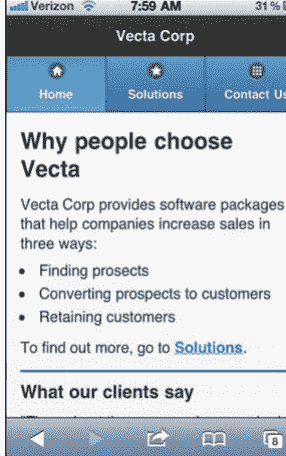 Verizon 7:59 AM 31 %
Vecta Corp
Home Solutions Contact Us
Why people choose
Vecta
Vecta Corp provides software packages
that help companies increase sales in
three ways:
• Finding prosects
• Converting prospects to customers
• Retaining customers
To find out more, go to Solutions.
What our clients say
8